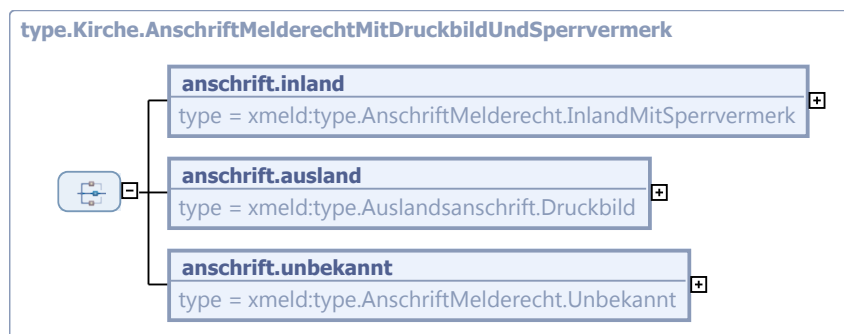 type.Kirche.AnschriftMelderechtMitDruckbildUndSperrvermerk
anschrift.inland
type = xmeld:type.AnschriftMelderecht.InlandMitSperrvermerk
anschrift.ausland
type = xmeld:type.Auslandsanschrift.Druckbild
anschrift.unbekannt
type = xmeld:type.AnschriftMelderecht.Unbekannt